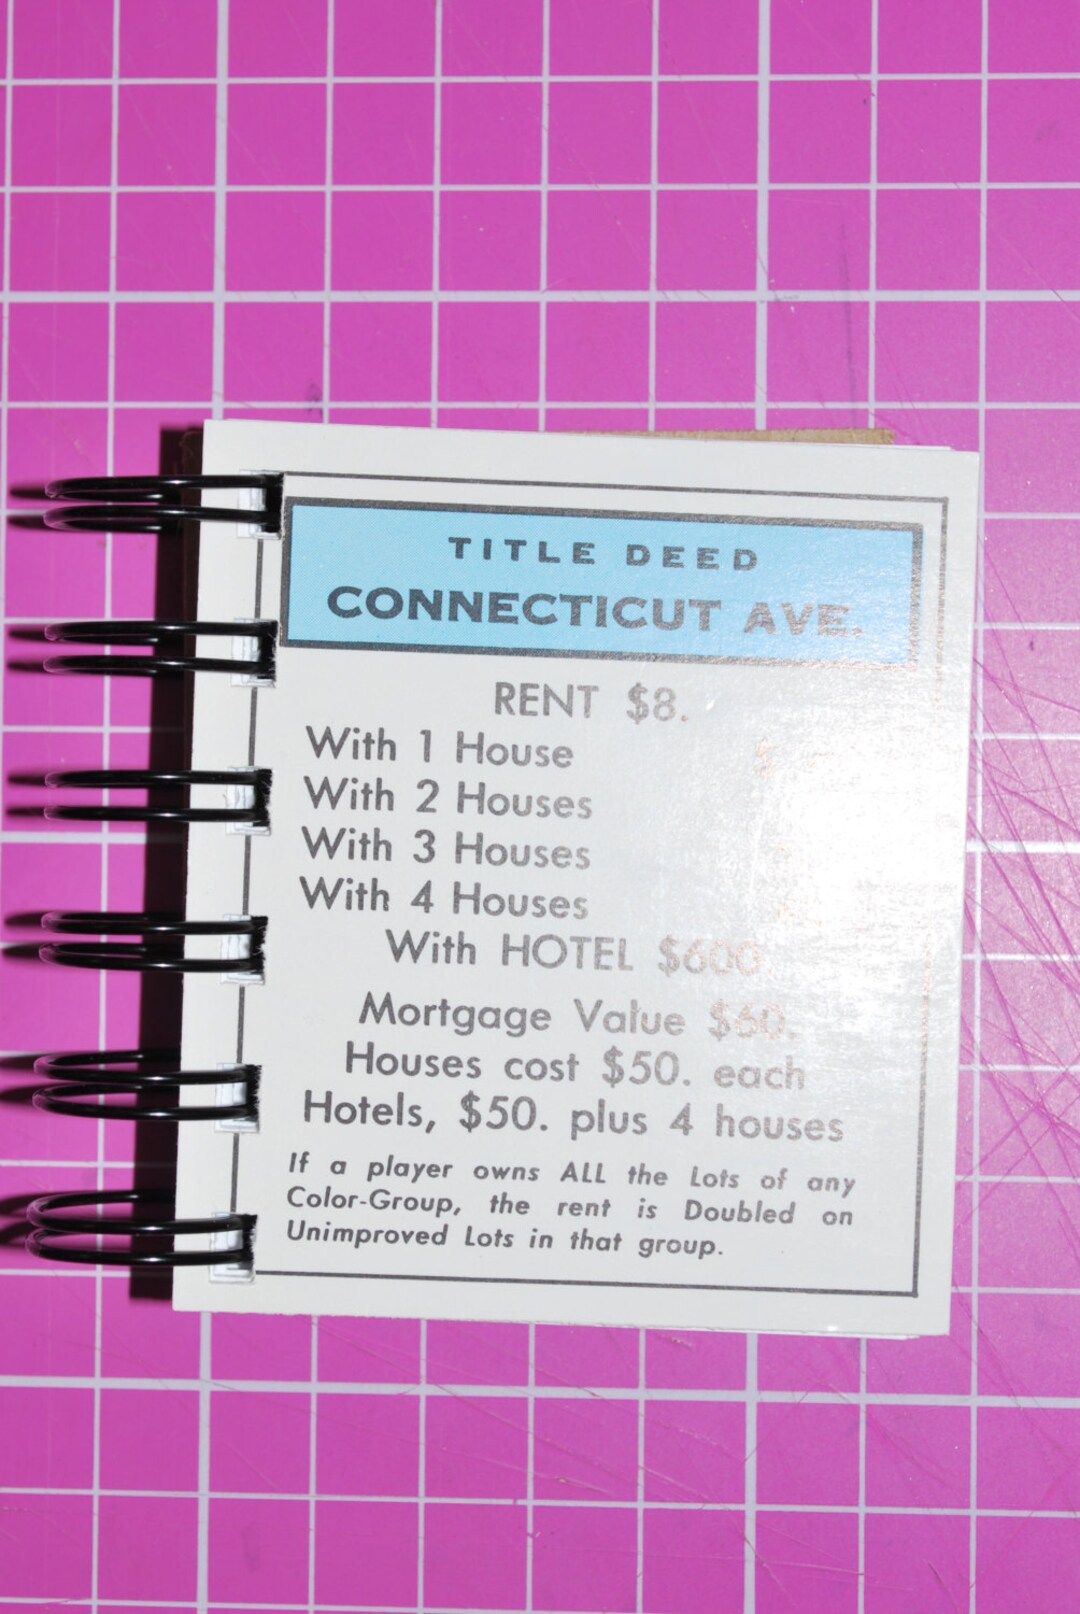 TITLE DEED
CONNECTICUT AVE.
RENT $8.
With 1 House
With 2 Houses
With 3 Houses
With 4 Houses
With HOTEL $600
Mortgage Value $60.
Houses cost $50. each
Hotels, $50. plus 4 houses
If a player owns ALL the Lots of any
Color-Group, the rent is Doubled on
Unimproved Lots in that group.